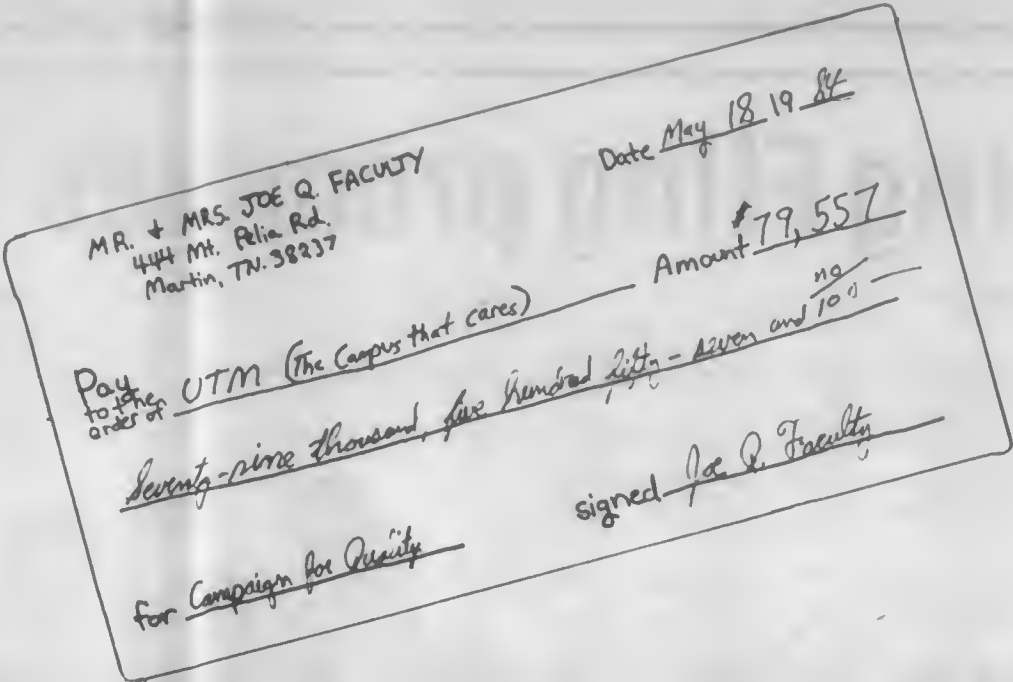 MR. & MRS. JOE Q. FACULTY
444 Mt. Pelia Rd.
Martin, TN. 38237
Date May 18 19 84
Amount $79,557
Pay to the order of UTM (The Campus that cares)
Seventy-nine thousand, five hundred fifty-seven and no/100
for Campaign for Quality
signed Joe Q. Faculty